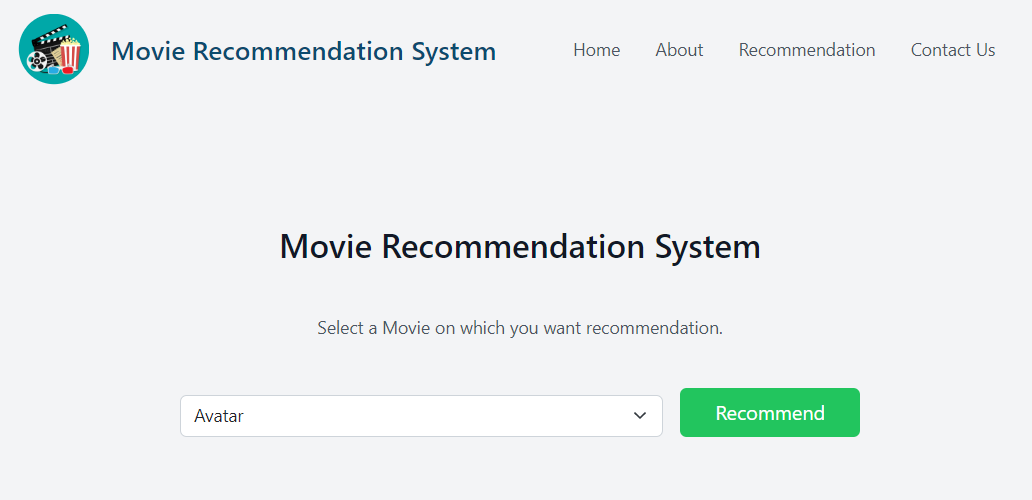 Movie Recommendation System
Home
About
Recommendation
Contact Us
Movie Recommendation System
Select a Movie on which you want recommendation.
Avatar
Recommend